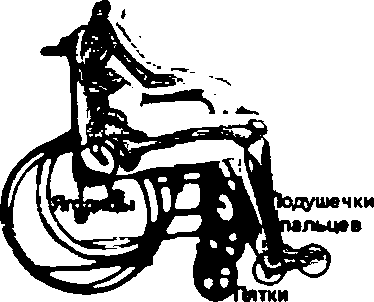 Ягодицы
Подушечки
пальцев
Пятки